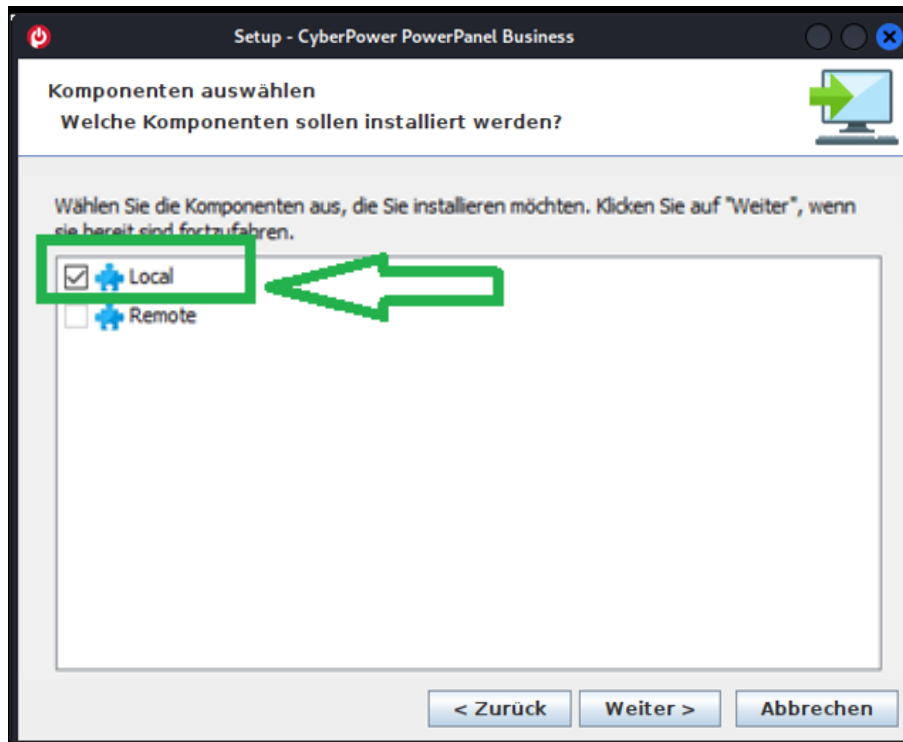 Setup - CyberPower PowerPanel Business
Komponenten auswählen
Welche Komponenten sollen installiert werden?
Wählen Sie die Komponenten aus, die Sie installieren möchten. Klicken Sie auf "Weiter", wenn
sie bereit sind fortzufahren.
Local
Remote
< Zurück Weiter > Abbrechen